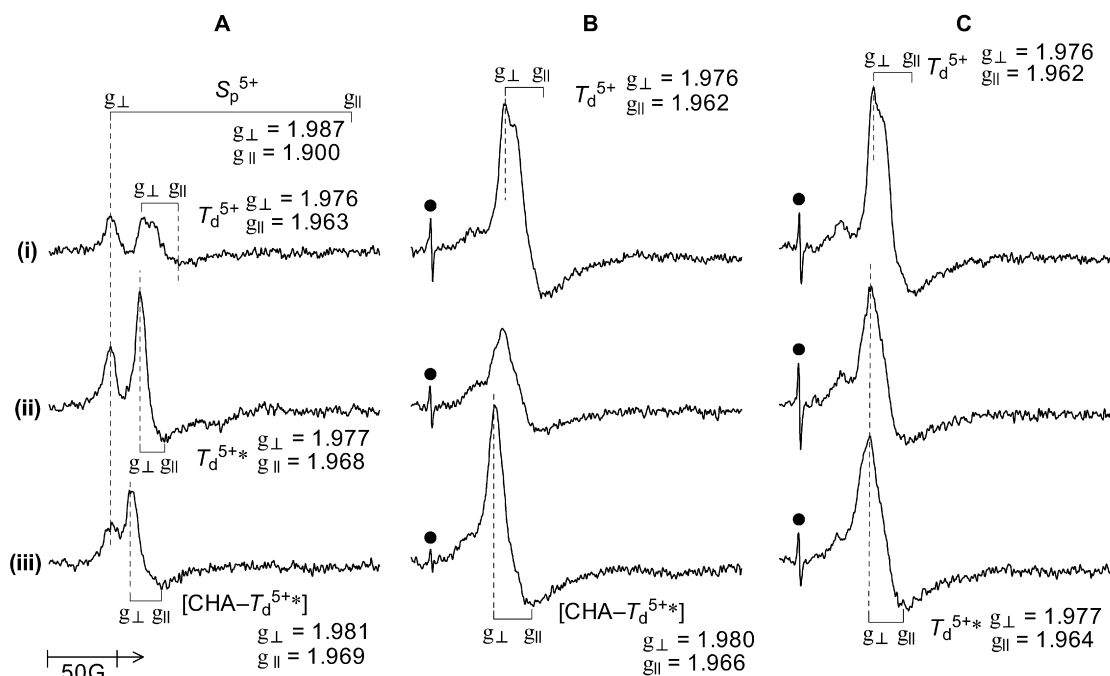 A
B
C
g⊥ Sp5+ g||
g⊥ = 1.987
g|| = 1.900
g⊥ g||
Td5+ g⊥ = 1.976
g|| = 1.963
g⊥ g||
Td5+ g⊥ = 1.976
g|| = 1.962
g⊥ g||
Td5+ g⊥ = 1.976
g|| = 1.962
(i)
(ii)
g⊥ g||
Td5+* g⊥ = 1.977
g|| = 1.968
(iii)
g⊥ g||
[CHA–Td5+*]
g⊥ = 1.981
g|| = 1.969
50G
g⊥ g||
[CHA–Td5+*]
g⊥ = 1.980
g|| = 1.966
g⊥ g||
Td5+* g⊥ = 1.977
g|| = 1.964